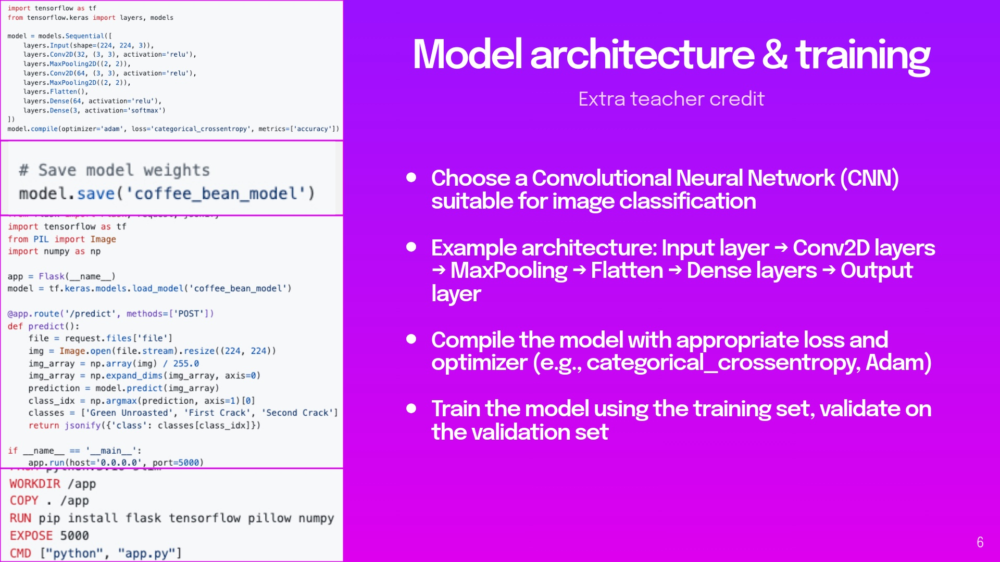 import tensorflow as tf
from tensorflow.keras import layers, models
model = models.Sequential([
    layers.Input(shape=(224, 224, 3)),
    layers.Conv2D(32, (3, 3), activation='relu'),
    layers.MaxPooling2D((2, 2)),
    layers.Conv2D(64, (3, 3), activation='relu'),
    layers.MaxPooling2D((2, 2)),
    layers.Flatten(),
    layers.Dense(64, activation='relu'),
    layers.Dense(3, activation='softmax')
])
model.compile(optimizer='adam', loss='categorical_crossentropy', metrics=['accuracy'])
# Save model weights
model.save('coffee_bean_model')
import tensorflow as tf
from PIL import Image
import numpy as np
app = Flask(__name__)
model = tf.keras.models.load_model('coffee_bean_model')
@app.route('/predict', methods=['POST'])
def predict():
    file = request.files['file']
    img = Image.open(file.stream).resize((224, 224))
    img_array = np.array(img) / 255.0
    img_array = np.expand_dims(img_array, axis=0)
    prediction = model.predict(img_array)
    class_idx = np.argmax(prediction, axis=1)[0]
    classes = ['Green Unroasted', 'First Crack', 'Second Crack']
    return jsonify({'class': classes[class_idx]})
if __name__ == '__main__':
    app.run(host='0.0.0.0', port=5000)
WORKDIR /app
COPY . /app
RUN pip install flask tensorflow pillow numpy
EXPOSE 5000
CMD ["python", "app.py"]
Model architecture & training
Extra teacher credit
● Choose a Convolutional Neural Network (CNN)
suitable for image classification
● Example architecture: Input layer → Conv2D layers
→ MaxPooling → Flatten → Dense layers → Output
layer
● Compile the model with appropriate loss and
optimizer (e.g., categorical_crossentropy, Adam)
● Train the model using the training set, validate on
the validation set
6